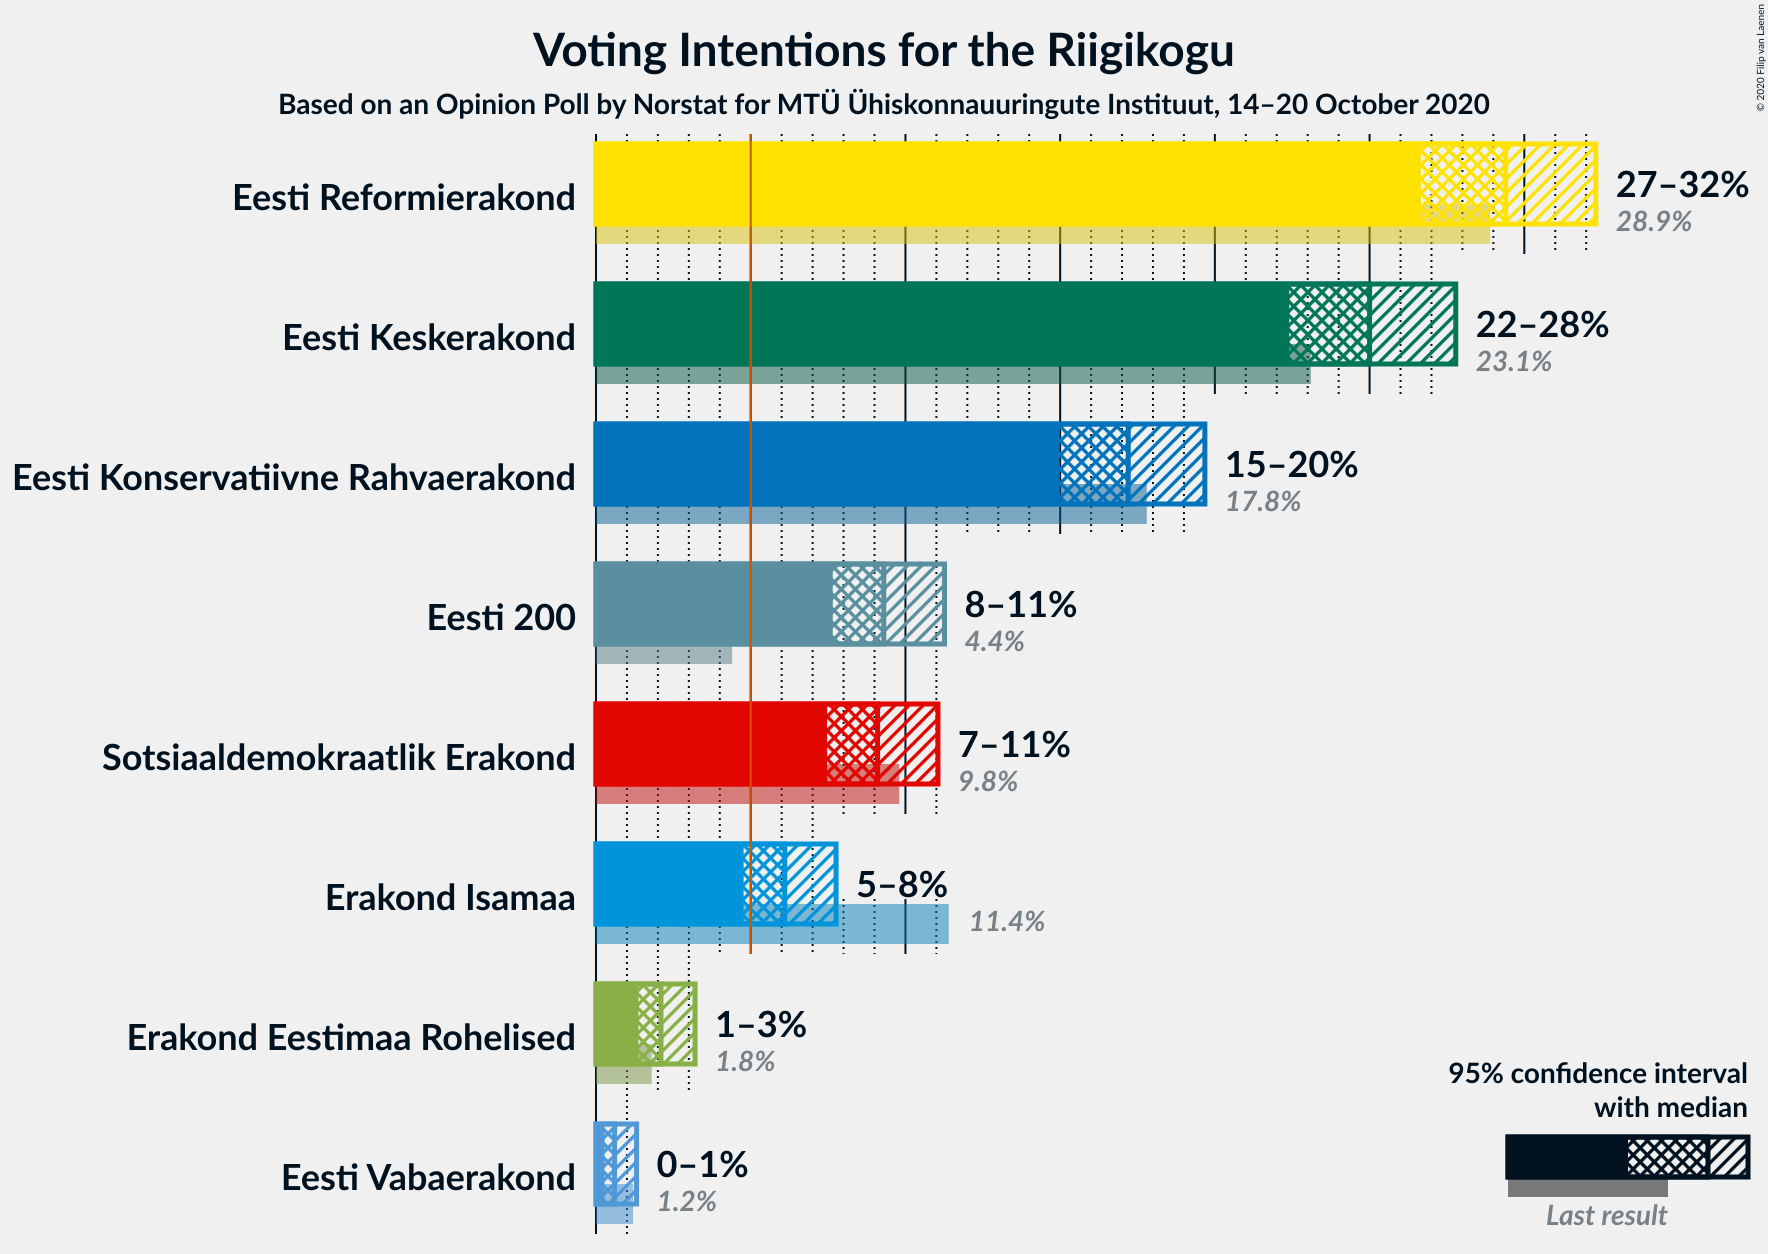 Voting Intentions for the Riigikogu
Based on an Opinion Poll by Norstat for MTÜ Ühiskonnauuringute Instituut, 14–20 October 2020
© 2020 Filip van Laenen
Eesti Reformierakond
27–32%
28.9%
Eesti Keskerakond
22–28%
23.1%
Eesti Konservatiivne Rahvaerakond
15–20%
17.8%
Eesti 200
8–11%
4.4%
Sotsiaaldemokraatlik Erakond
7–11%
9.8%
Erakond Isamaa
5–8%
11.4%
Erakond Eestimaa Rohelised
1–3%
1.8%
Eesti Vabaerakond
0–1%
1.2%
95% confidence interval
with median
Last result